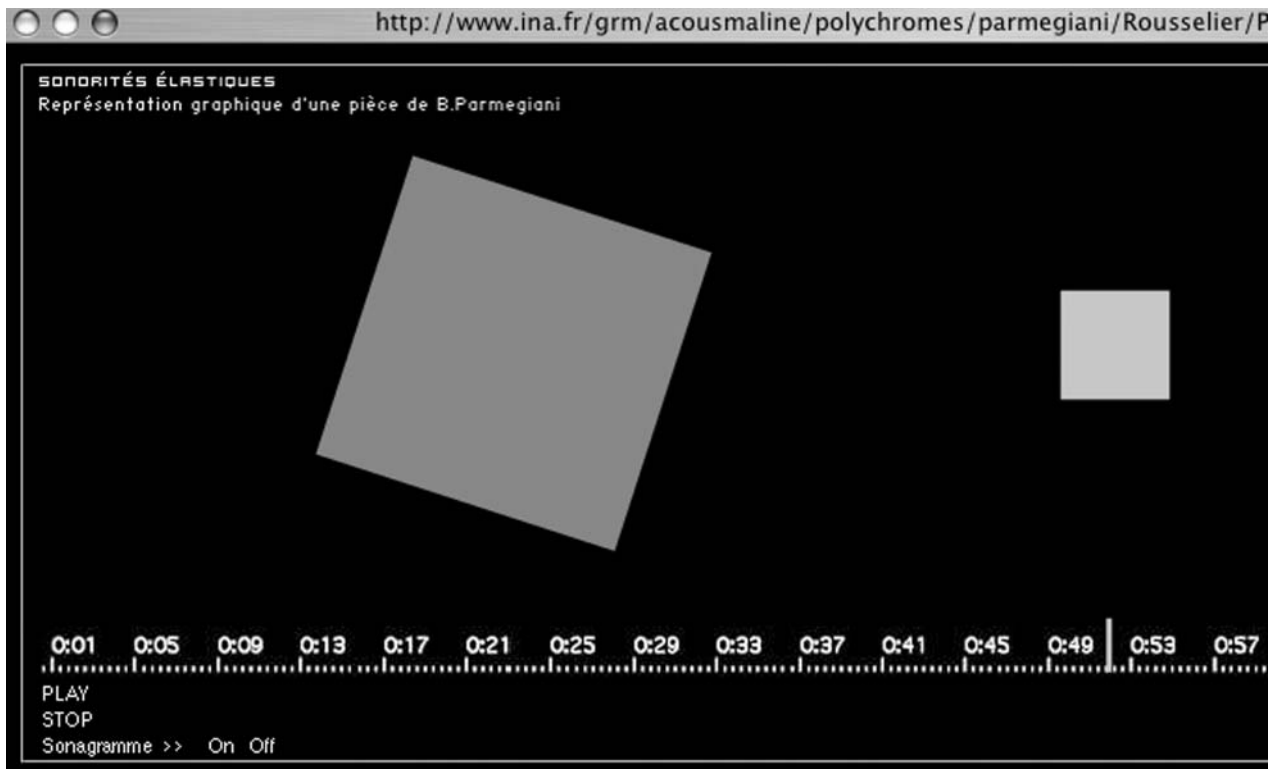 http://www.ina.fr/grm/acousmaline/polychromes/parmegiani/Rousselier/P
SONORITÉS ÉLASTIQUES
Représentation graphique d'une pièce de B.Parmegiani
0:01 0:05 0:09 0:13 0:17 0:21 0:25 0:29 0:33 0:37 0:41 0:45 0:49 0:53 0:57
PLAY
STOP
Sonagramme >> On Off